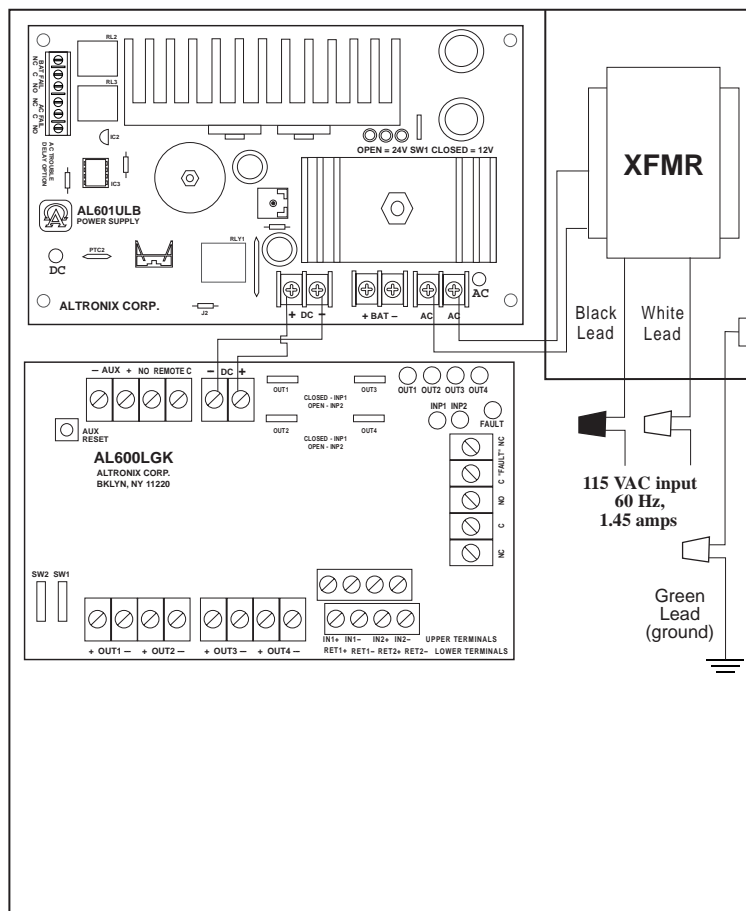 RL2
RL3
NC C NO NC C NO
BAT FAIL AC FAIL
AC TROUBLE
DELAY OPTION
IC2
IC3
OPEN = 24V SW1 CLOSED = 12V
AL601ULB
POWER SUPPLY
DC
PTC2
RLY1
AC
ALTRONIX CORP.
J2
+ DC –
+ BAT –
AC AC
XFMR
Black
Lead
White
Lead
– AUX + NO REMOTE C
– DC +
OUT1
CLOSED - INP1
OPEN - INP2
OUT3
OUT1 OUT2 OUT3 OUT4
INP1 INP2
FAULT
OUT2
CLOSED - INP1
OPEN - INP2
OUT4
AUX
RESET
AL600LGK
ALTRONIX CORP.
BKLYN, NY 11220
NC C "FAULT" NC
C
NO
C
NC
115 VAC input
60 Hz,
1.45 amps
SW2 SW1
Green
Lead
(ground)
IN1+ IN1– IN2+ IN2– UPPER TERMINALS
RET1+ RET1– RET2+ RET2– LOWER TERMINALS
+ OUT1 – + OUT2 –
+ OUT3 – + OUT4 –